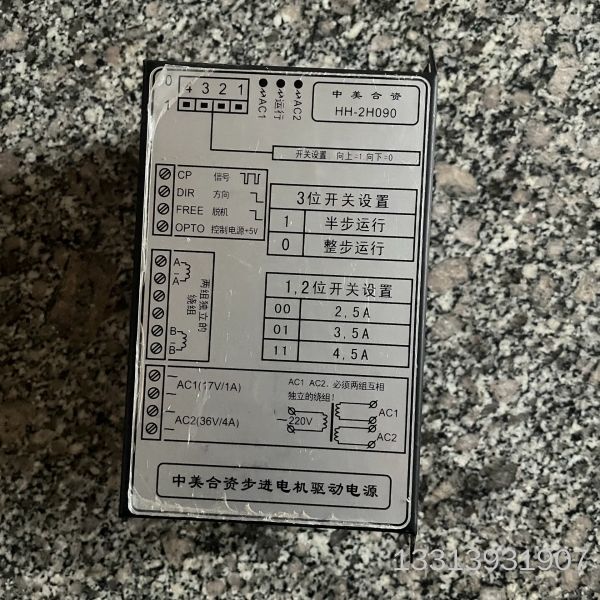 0 4 3 2 1
1
AC1 运行 AC2
中美合资
HH-2H090
开关设置 向上=1 向下=0
CP 信号
DIR 方向
FREE 脱机
OPTO 控制电源+5V
3位开关设置
1 半步运行
0 整步运行
A
A
B
B
两组独立的
绕组
1,2位开关设置
00 2,5A
01 3,5A
11 4,5A
AC1(17V/1A)
AC2(36V/4A)
AC1 AC2.必须两组互相
独立的绕组!
~220V
AC1
AC2
中美合资步进电机驱动电源
13313931907